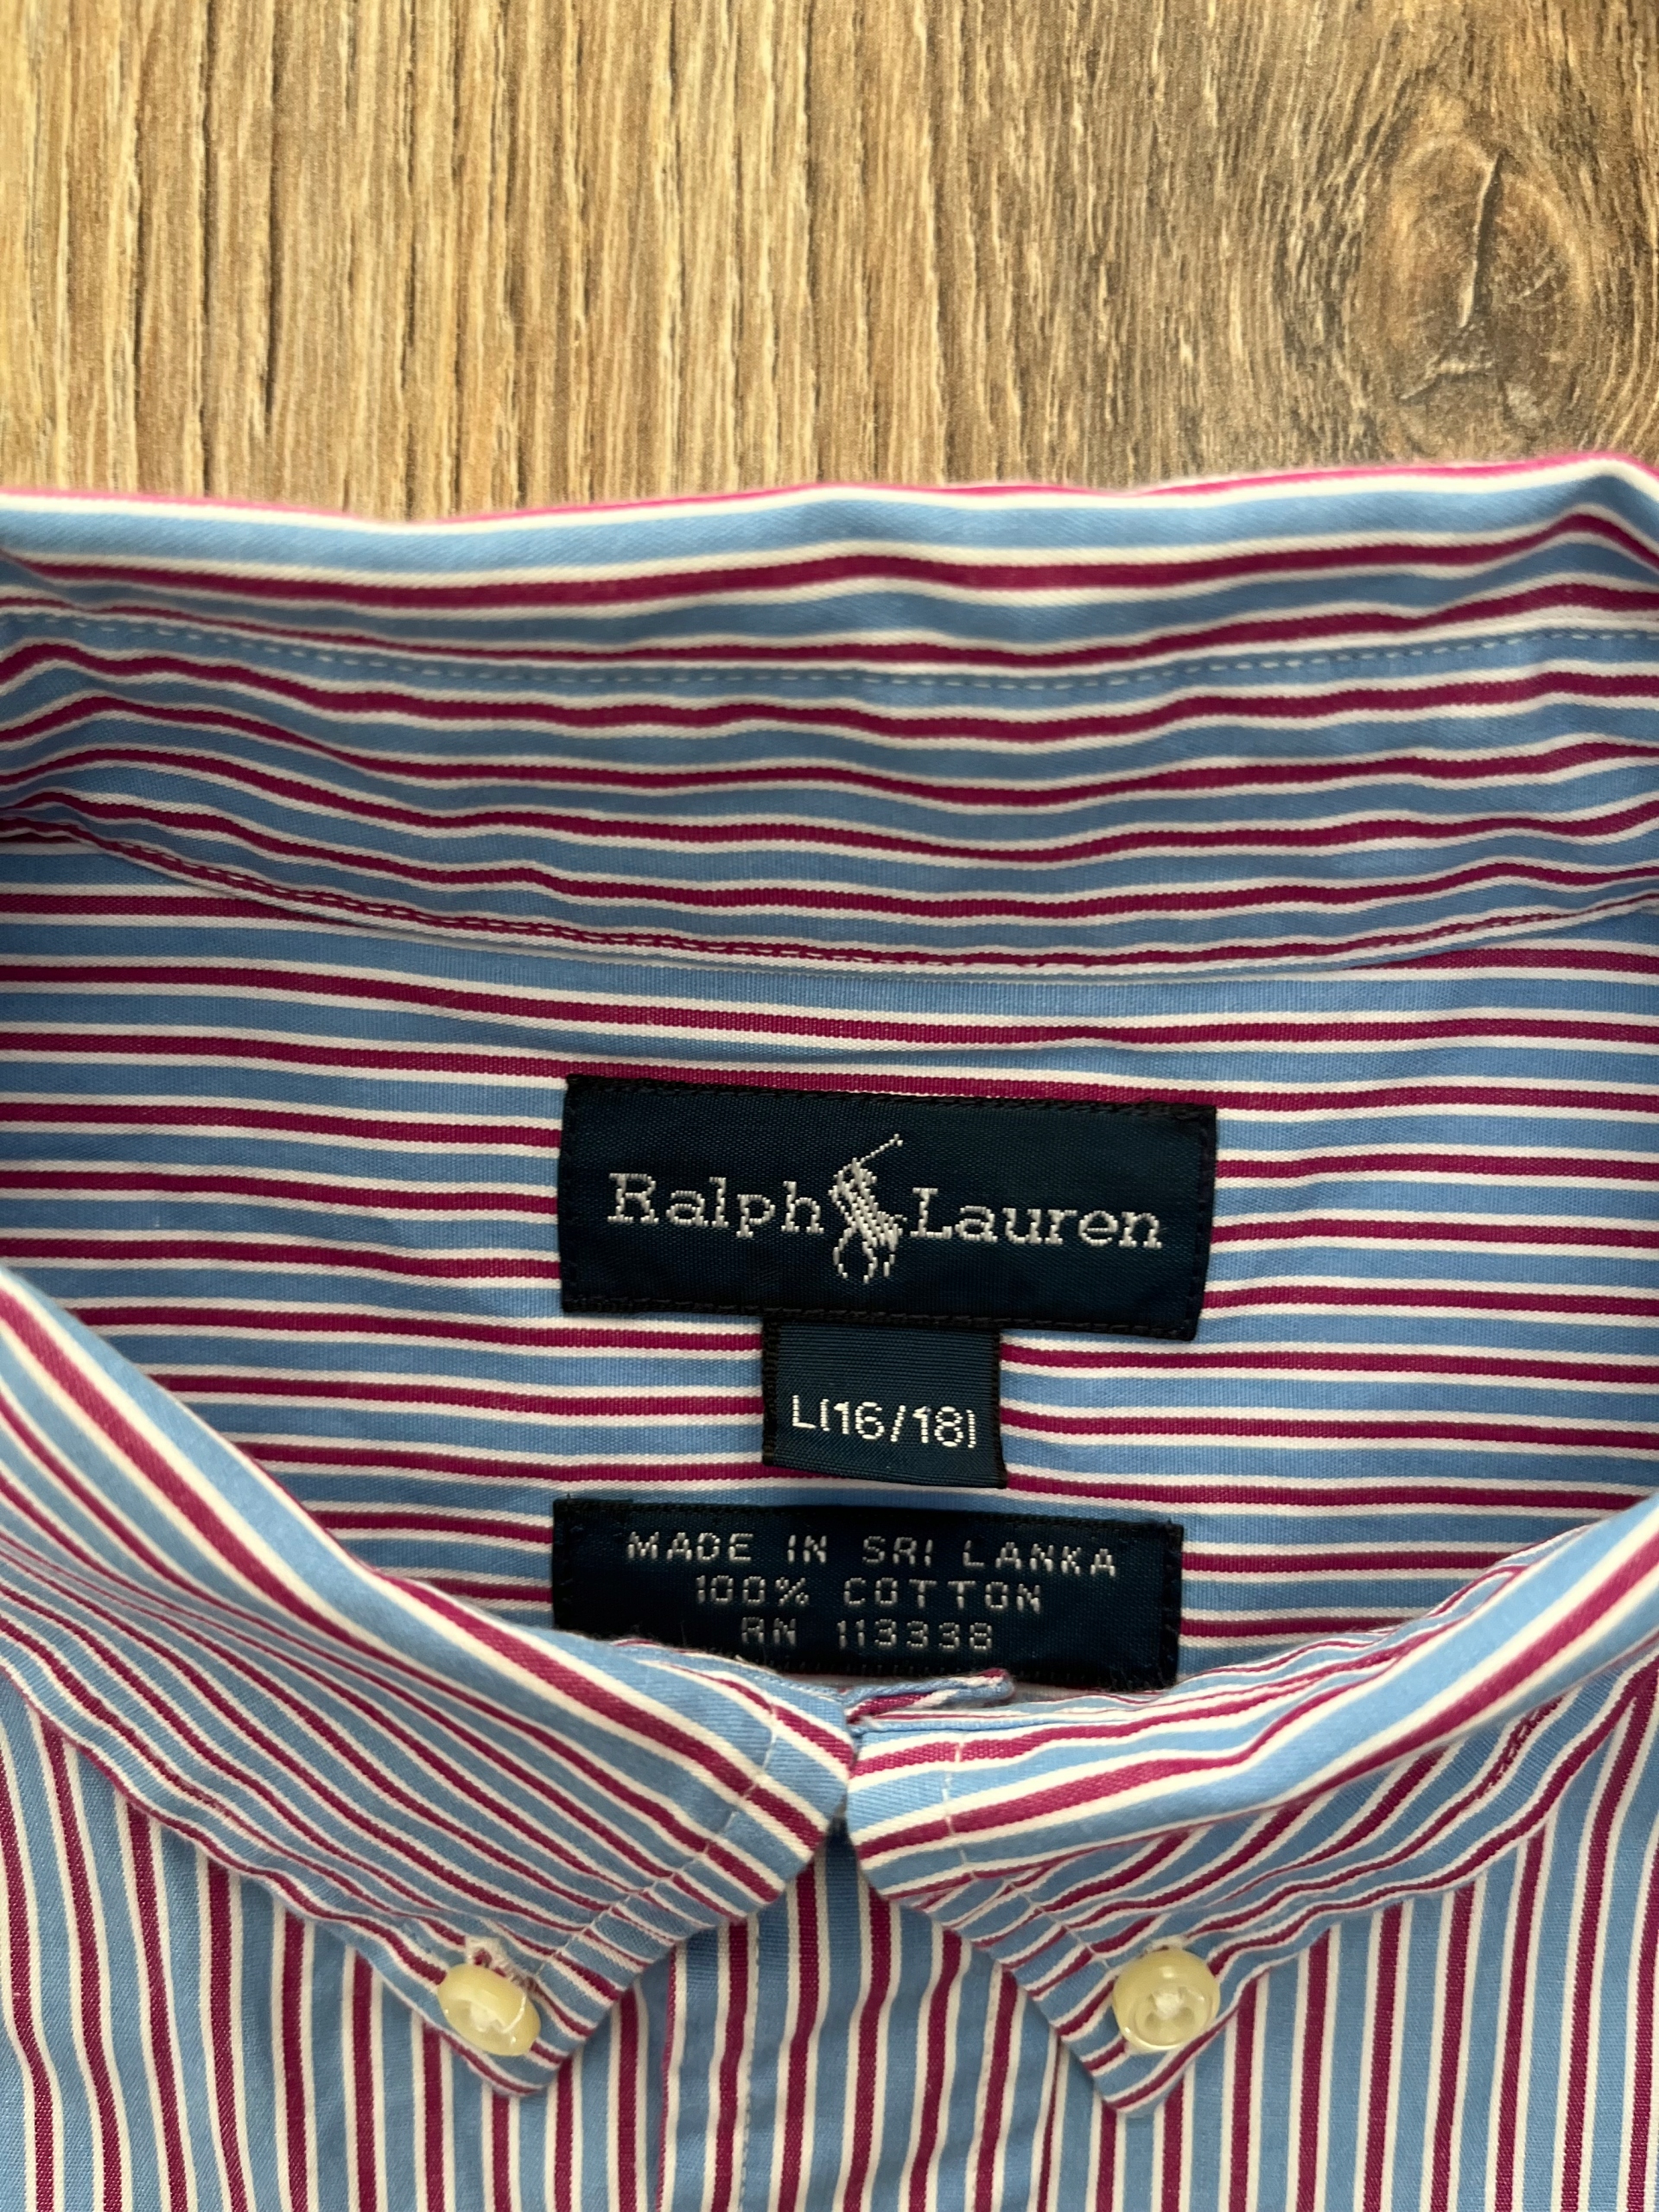 Ralph Lauren
L(16/18)
MADE IN SRI LANKA
100% COTTON
RN 113338